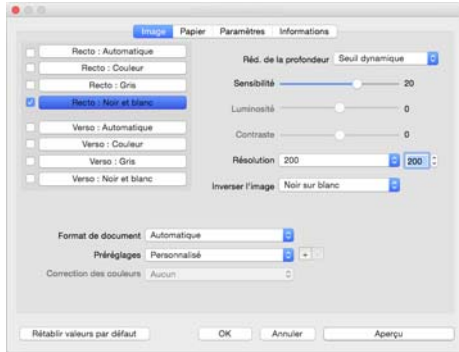 Image Papier Paramètres Informations
Recto : Automatique
Recto : Couleur
Recto : Gris
Recto : Noir et blanc
Verso : Automatique
Verso : Couleur
Verso : Gris
Verso : Noir et blanc
Réd. de la profondeur Seuil dynamique
Sensibilité 20
Luminosité 0
Contraste 0
Résolution 200 200
Inverser l'image Noir sur blanc
Format de document Automatique
Préréglages Personnalisé + -
Correction des couleurs Aucun
Rétablir valeurs par défaut OK Annuler Aperçu